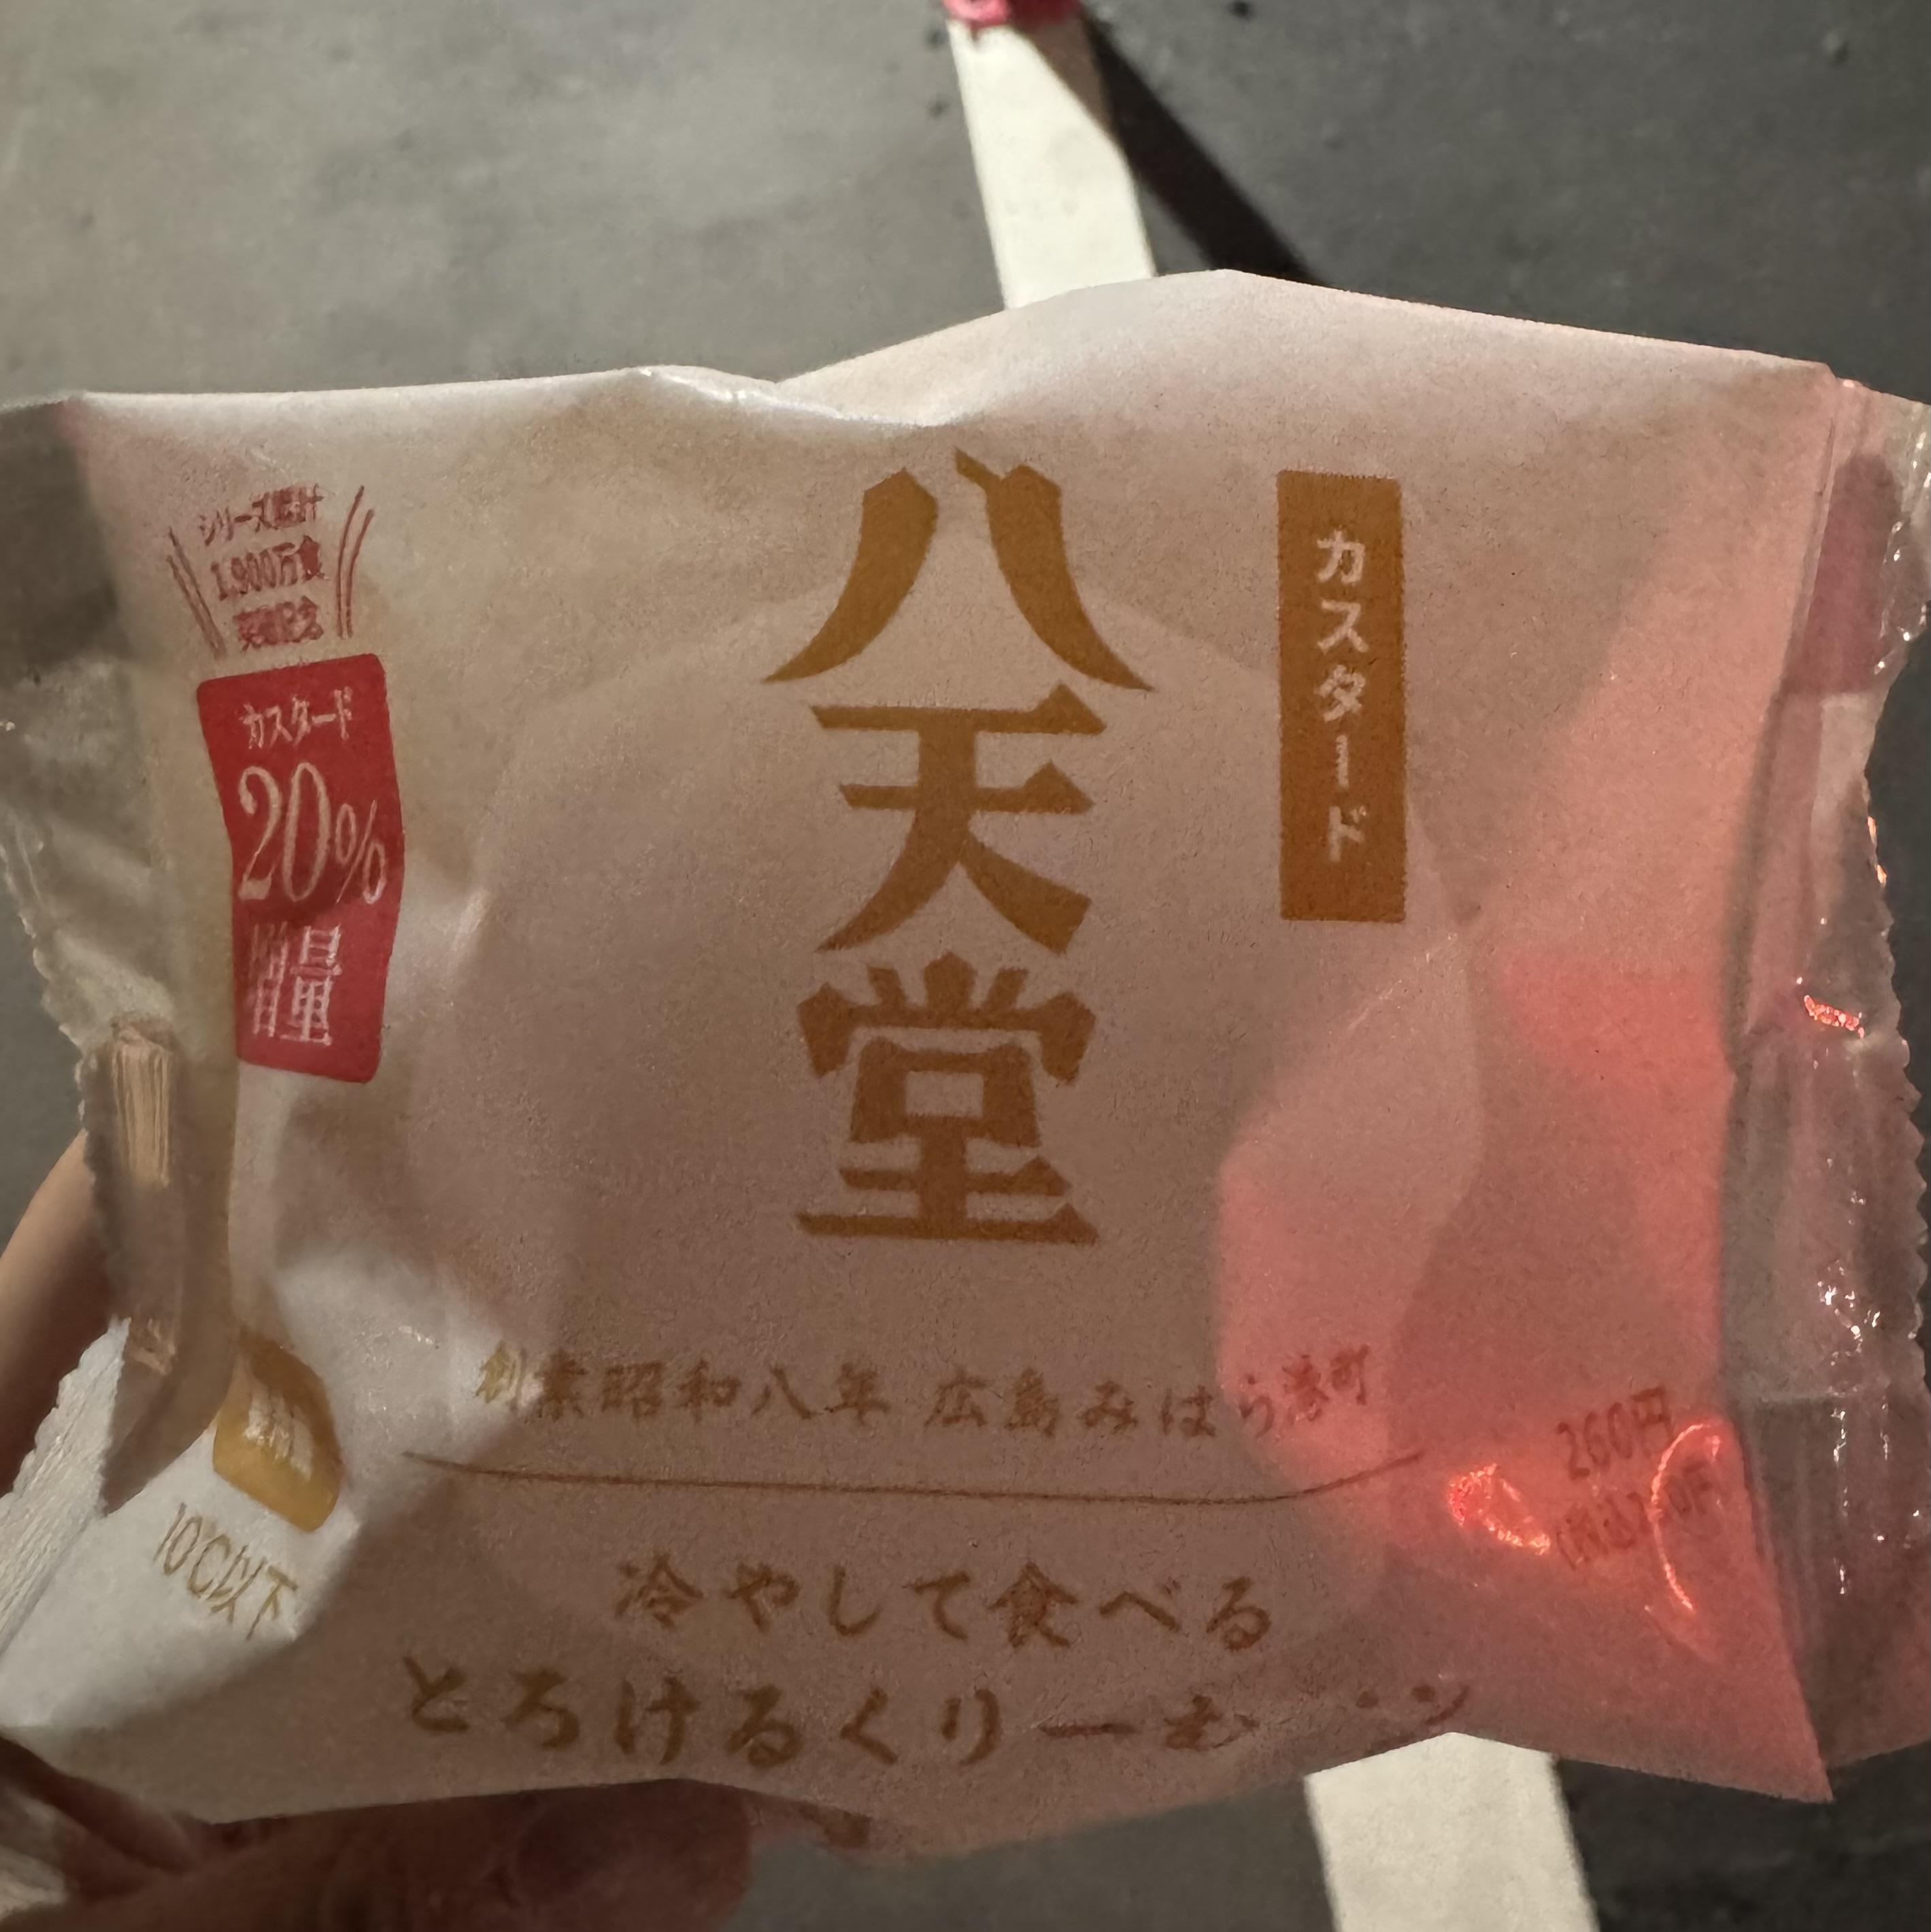 シリーズ累計
1,900万食
突破記念
カスタード
20%
増量
八天堂
カスタード
創業昭和八年 広島みはら港町
10℃以下
260円
冷やして食べる
とろけるくりーむパン